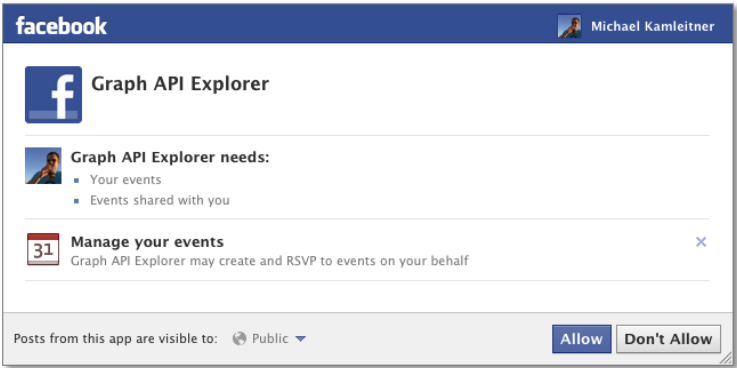 facebook
Michael Kamleitner
Graph API Explorer
Graph API Explorer needs:
Your events
Events shared with you
31
Manage your events
Graph API Explorer may create and RSVP to events on your behalf
Posts from this app are visible to: Public
Allow
Don't Allow